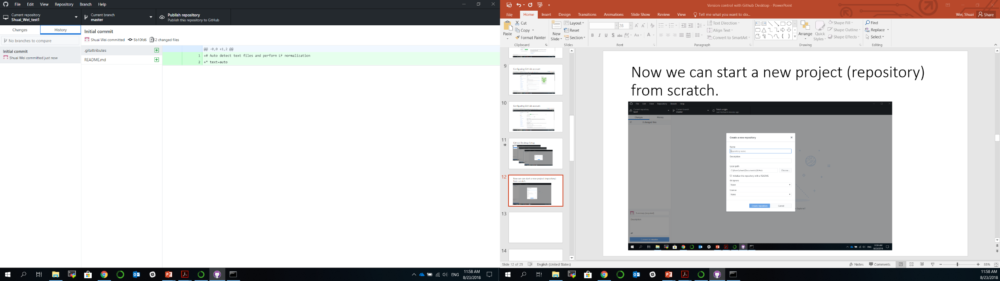 File Edit View Repository Branch Help
Current repository
Shuai_Wei_test1
Current branch
master
Publish repository
Publish this repository to GitHub
Changes History
No branches to compare
Initial commit
Shuai Wei committed just now
Initial commit
Shuai Wei committed 5b10fd6 2 changed files
.gitattributes
README.md
@@ -0,0 +1,2 @@
1 +# Auto detect text files and perform LF normalization
2 +* text=auto
ENG
11:58 AM
8/23/2018
Version control with Github Desktop - PowerPoint
File Home Insert Design Transitions Animations Slide Show Review View Tell me what you want to do...
Wei, Shuai Share
Paste
Cut
Copy
Format Painter
Clipboard
New
Slide
Layout
Reset
Section
Slides
28
B I U S abc AV Aa A
Font
Text Direction
Align Text
Convert to SmartArt
Paragraph
Arrange
Quick
Styles
Shape Fill
Shape Outline
Shape Effects
Drawing
Find
Replace
Select
Editing
9
Configuring GitHub account
10
Configuring GitHub account
11
GitHub Desktop Setup
12
Now we can start a new project (repository)
from scratch.
13
14
Now we can start a new project (repository)
from scratch.
File Edit View Repository Branch Help
Current repository
test1
Current branch
master
Fetch origin
Last fetched 4 minutes ago
Changes History
0 changed files
Create a new repository
Name
repository name
Description
Local path
Choose...
Initialize this repository with a README
Git ignore
None
License
None
Create repository Cancel
Summary (required)
Description
Commit to master
ENG
11:54 AM
8/23/2018
Slide 12 of 25 English (United States)
Notes Comments 88%
11:58 AM
8/23/2018